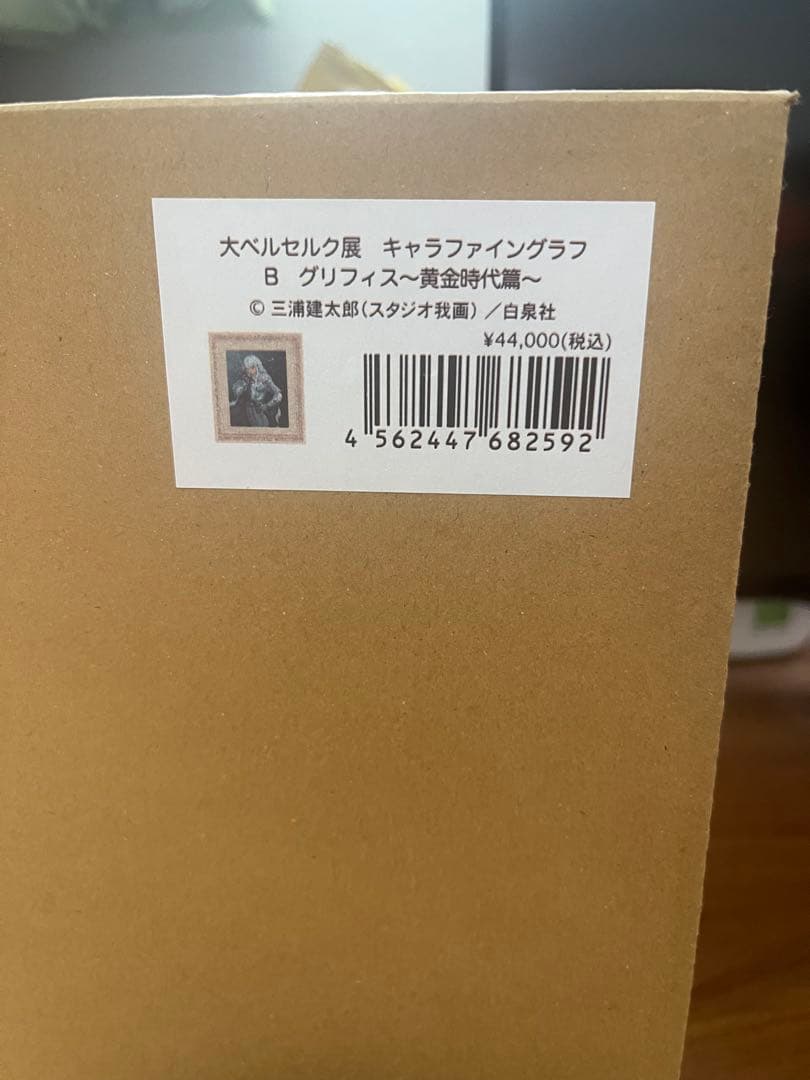 大ベルセルク展　キャラファイングラフ
B　グリフィス〜黄金時代篇〜
© 三浦建太郎(スタジオ我画)／白泉社
¥44,000(税込)
4 562447 682592